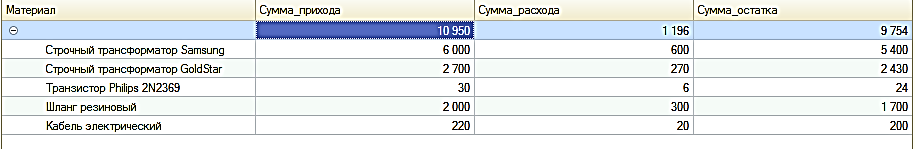 Материал Сумма_прихода Сумма_расхода Сумма_остатка
10 950 1 196 9 754
Строчный трансформатор Samsung 6 000 600 5 400
Строчный трансформатор GoldStar 2 700 270 2 430
Транзистор Philips 2N2369 30 6 24
Шланг резиновый 2 000 300 1 700
Кабель электрический 220 20 200